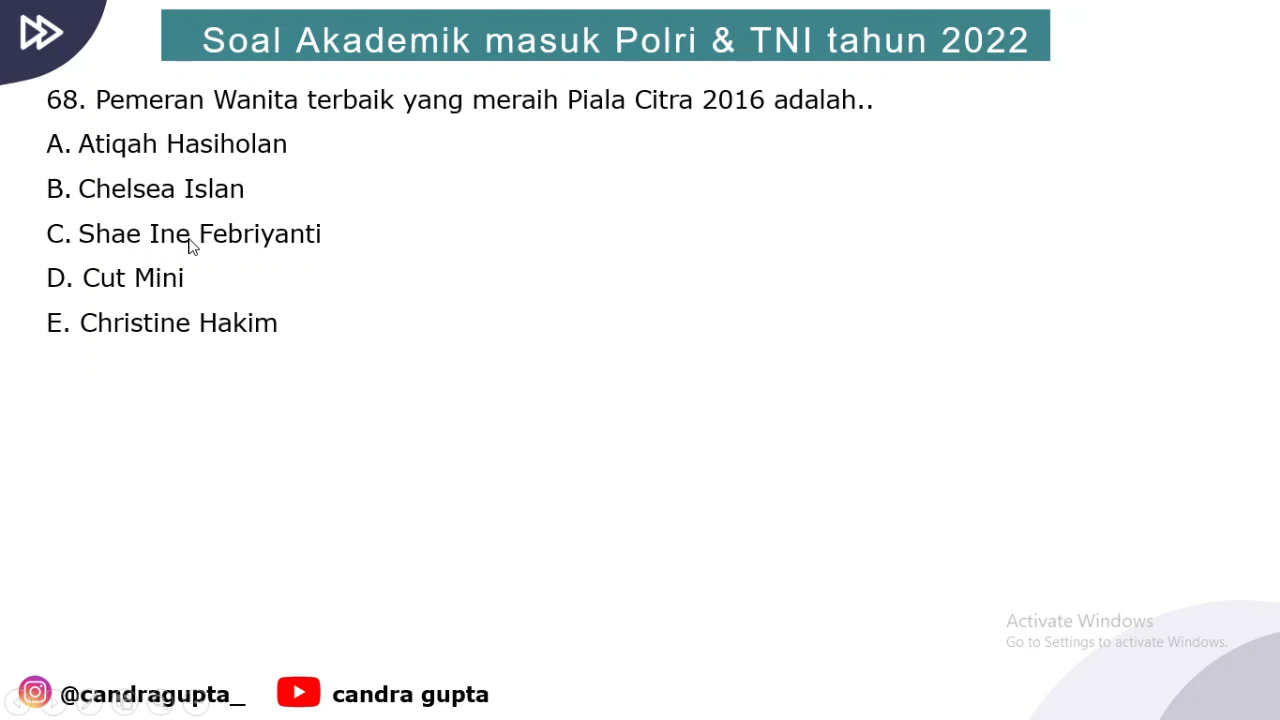 Soal Akademik masuk Polri & TNI tahun 2022
68. Pemeran Wanita terbaik yang meraih Piala Citra 2016 adalah..
A. Atiqah Hasiholan
B. Chelsea Islan
C. Shae Ine Febriyanti
D. Cut Mini
E. Christine Hakim
Activate Windows
Go to Settings to activate Windows.
@candragupta_ candra gupta